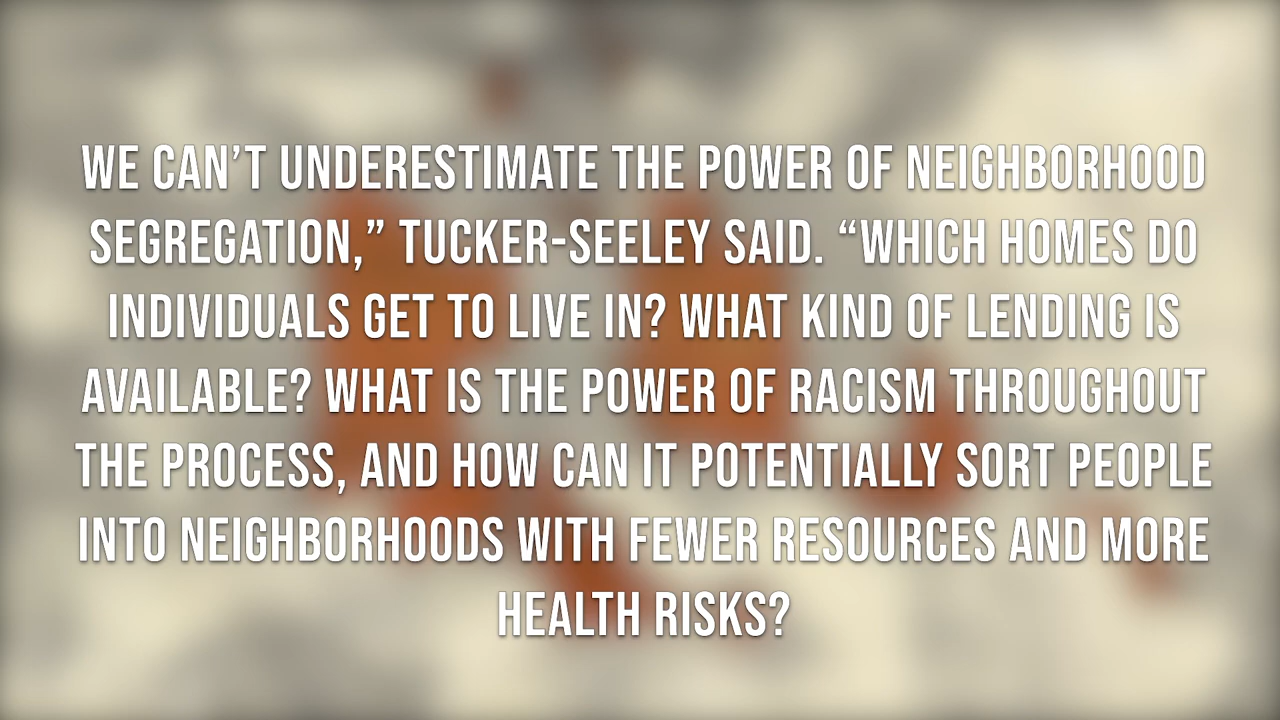 WE CAN’T UNDERESTIMATE THE POWER OF NEIGHBORHOOD
SEGREGATION,” TUCKER-SEELEY SAID. “WHICH HOMES DO
INDIVIDUALS GET TO LIVE IN? WHAT KIND OF LENDING IS
AVAILABLE? WHAT IS THE POWER OF RACISM THROUGHOUT
THE PROCESS, AND HOW CAN IT POTENTIALLY SORT PEOPLE
INTO NEIGHBORHOODS WITH FEWER RESOURCES AND MORE
HEALTH RISKS?